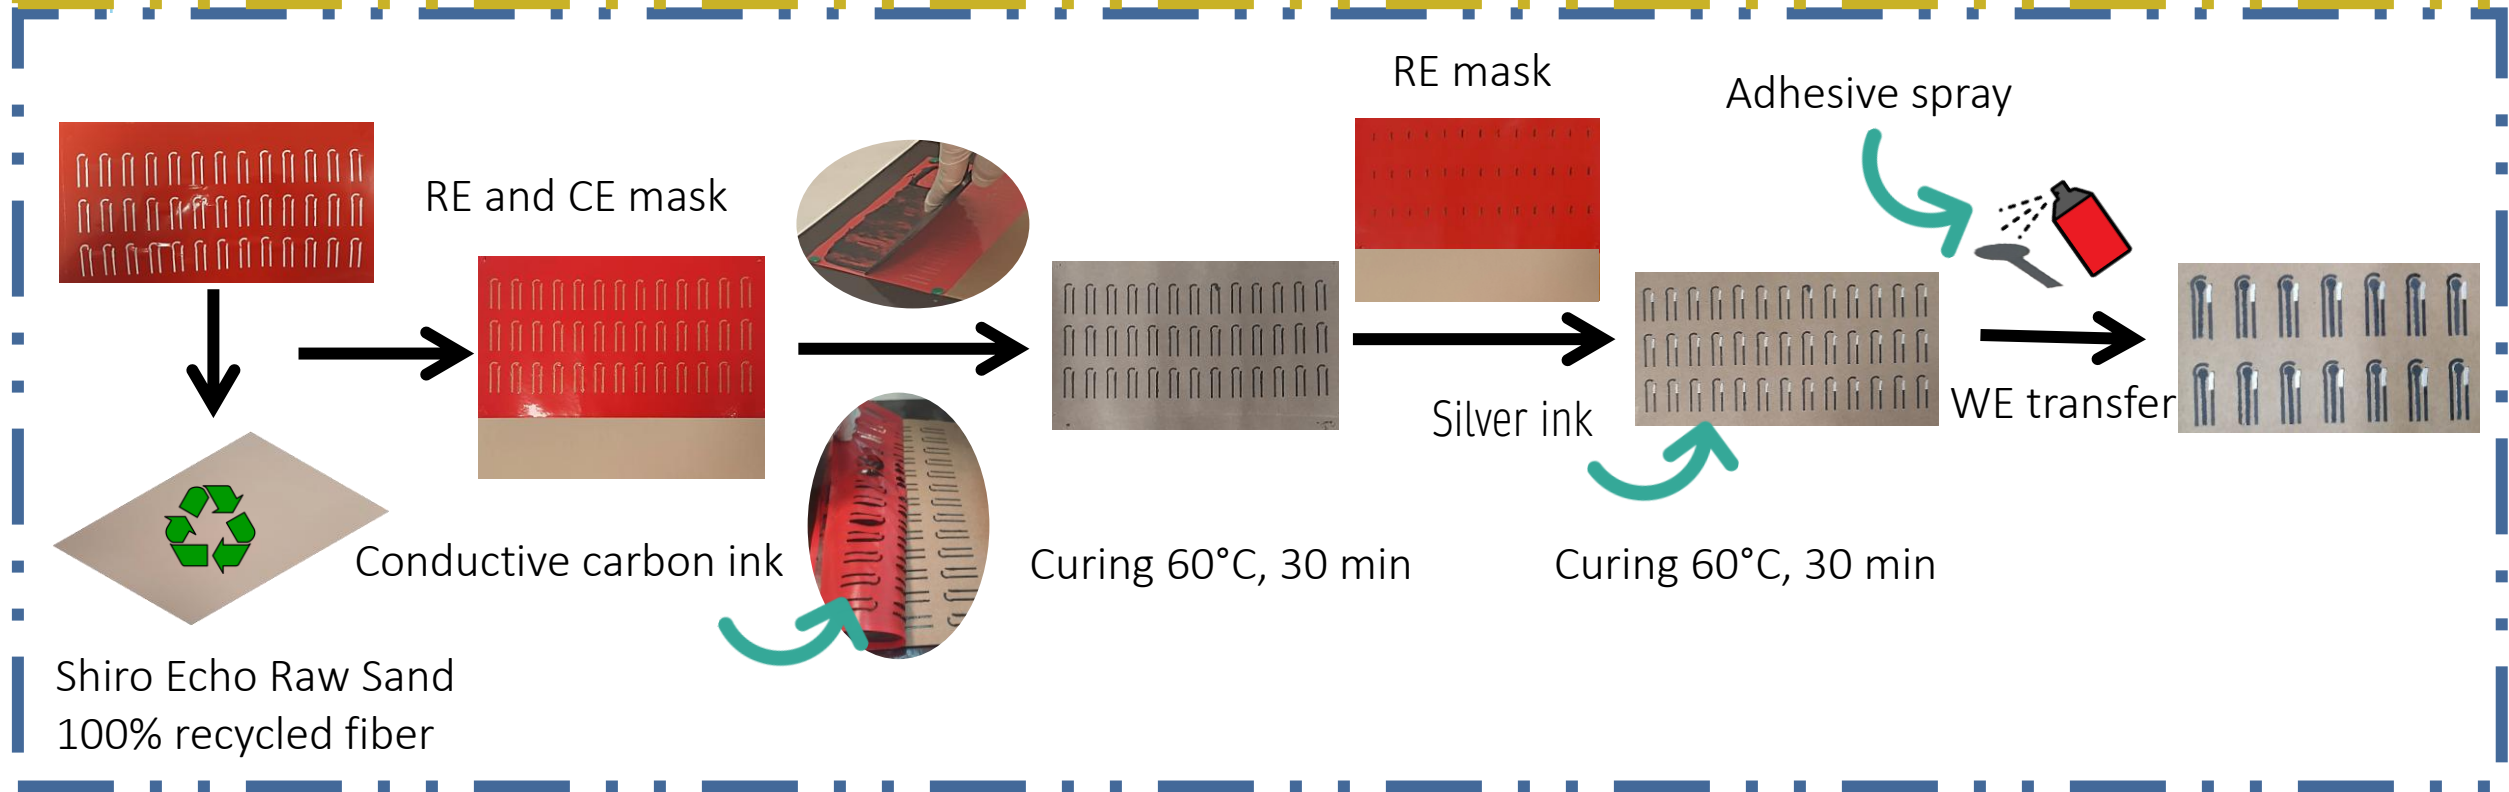 RE and CE mask
Shiro Echo Raw Sand
100% recycled fiber
Conductive carbon ink
Curing 60°C, 30 min
RE mask
Silver ink
Curing 60°C, 30 min
Adhesive spray
WE transfer